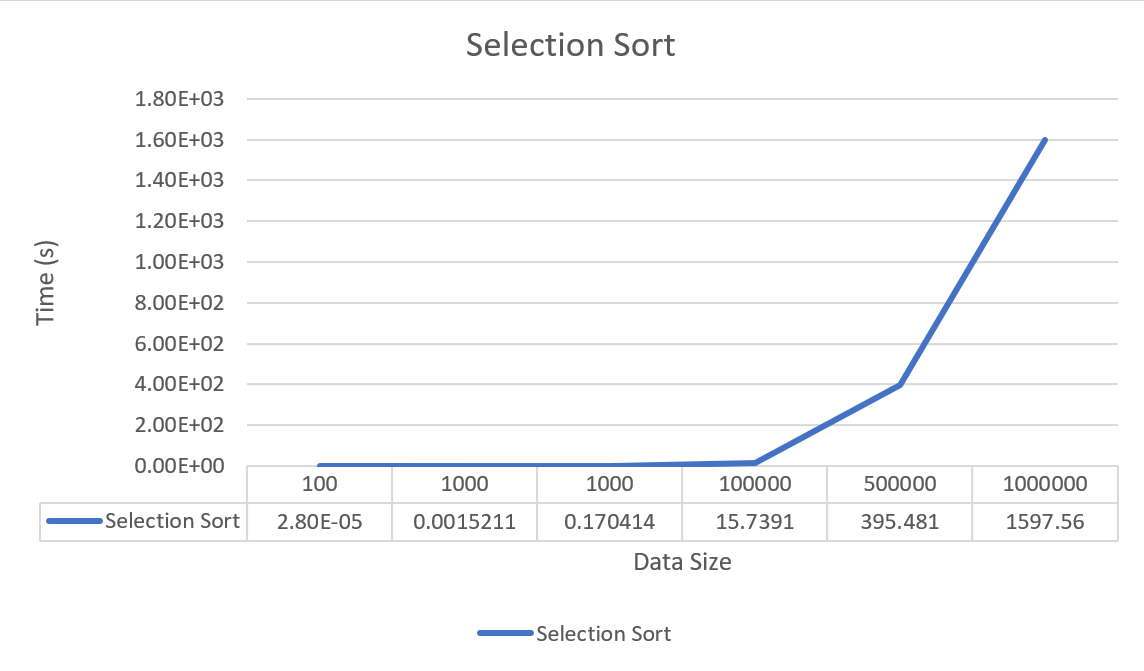 Selection Sort
1.80E+03
1.60E+03
1.40E+03
1.20E+03
1.00E+03
8.00E+02
6.00E+02
4.00E+02
2.00E+02
0.00E+00
Time (s)
100 1000 1000 100000 500000 1000000
Selection Sort 2.80E-05 0.0015211 0.170414 15.7391 395.481 1597.56
Data Size
Selection Sort